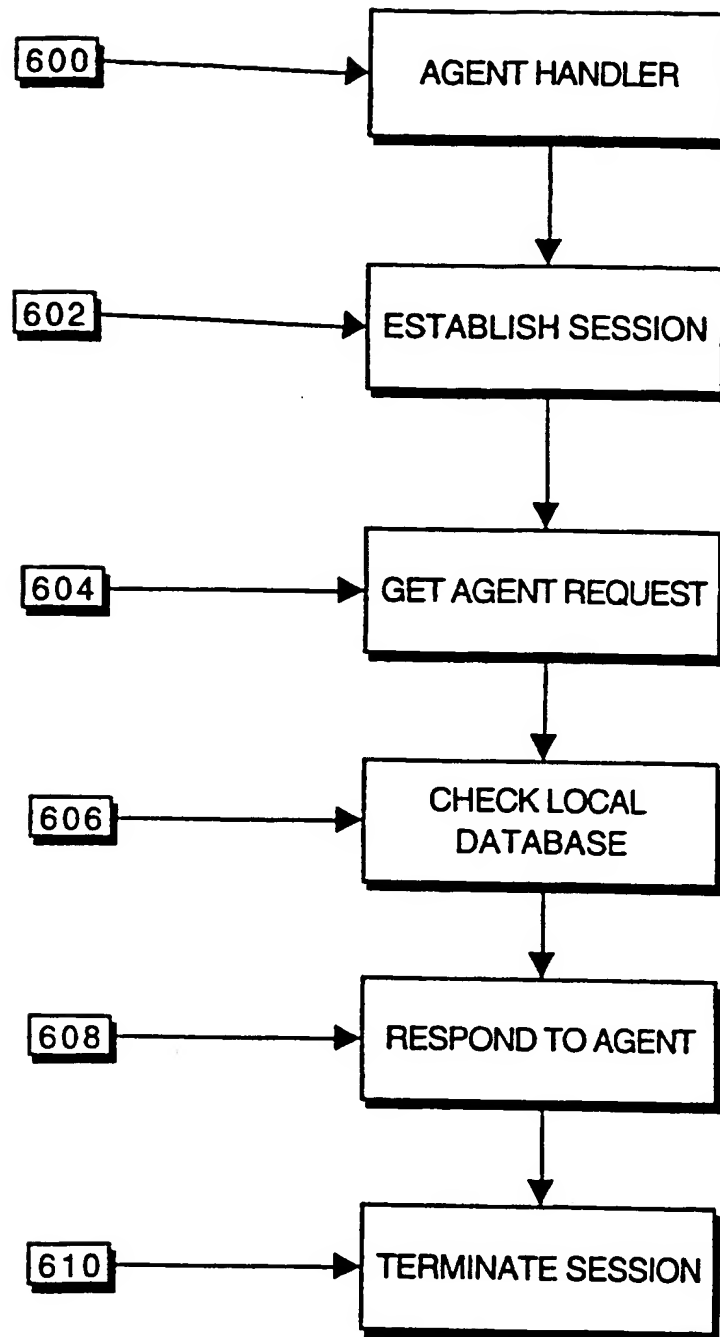 600
AGENT HANDLER
602
ESTABLISH SESSION
604
GET AGENT REQUEST
606
CHECK LOCAL
DATABASE
608
RESPOND TO AGENT
610
TERMINATE SESSION